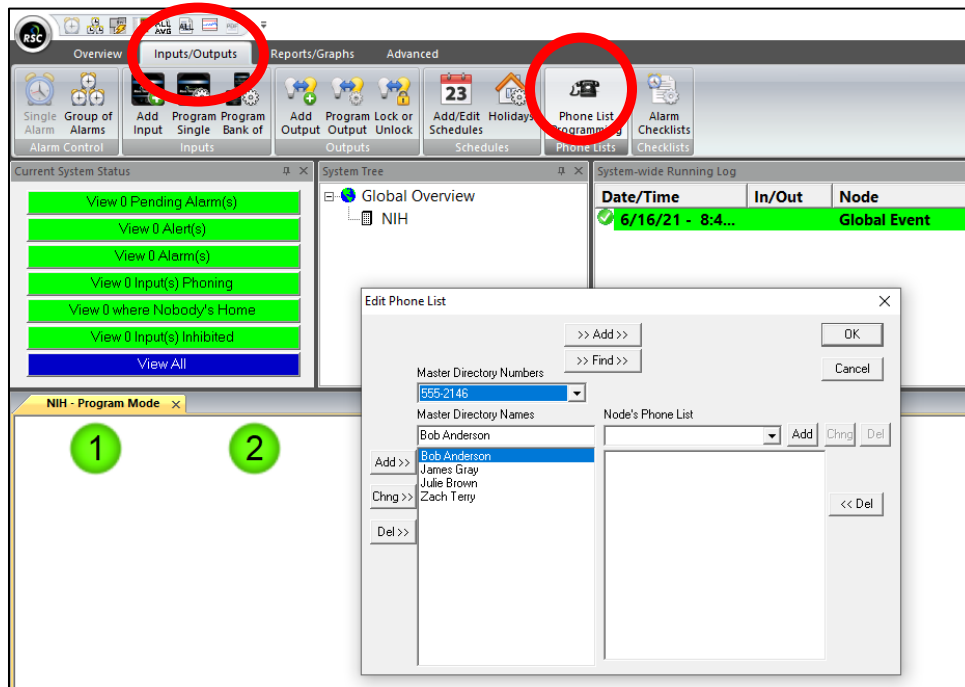 RSC
ALL AVG
ALL
PDF
Overview Inputs/Outputs Reports/Graphs Advanced
Single Alarm
Group of Alarms
Add Input
Program Single
Program Bank of
Add Output
Program Output
Lock or Unlock
23
Add/Edit Schedules
Holidays
Phone List Programming
Alarm Checklists
Alarm Control Inputs Outputs Schedules Phone Lists Checklists
Current System Status
View 0 Pending Alarm(s)
View 0 Alert(s)
View 0 Alarm(s)
View 0 Input(s) Phoning
View 0 where Nobody's Home
View 0 Input(s) Inhibited
View All
System Tree
Global Overview
NIH
System-wide Running Log
Date/Time In/Out Node
6/16/21 - 8:4... Global Event
NIH - Program Mode
1 2
Edit Phone List
>> Add >>
>> Find >>
OK
Cancel
Master Directory Numbers
555-2146
Master Directory Names
Bob Anderson
Bob Anderson
James Gray
Julie Brown
Zach Terry
Add >>
Chng >>
Del >>
Node's Phone List
Add Chng Del
<< Del